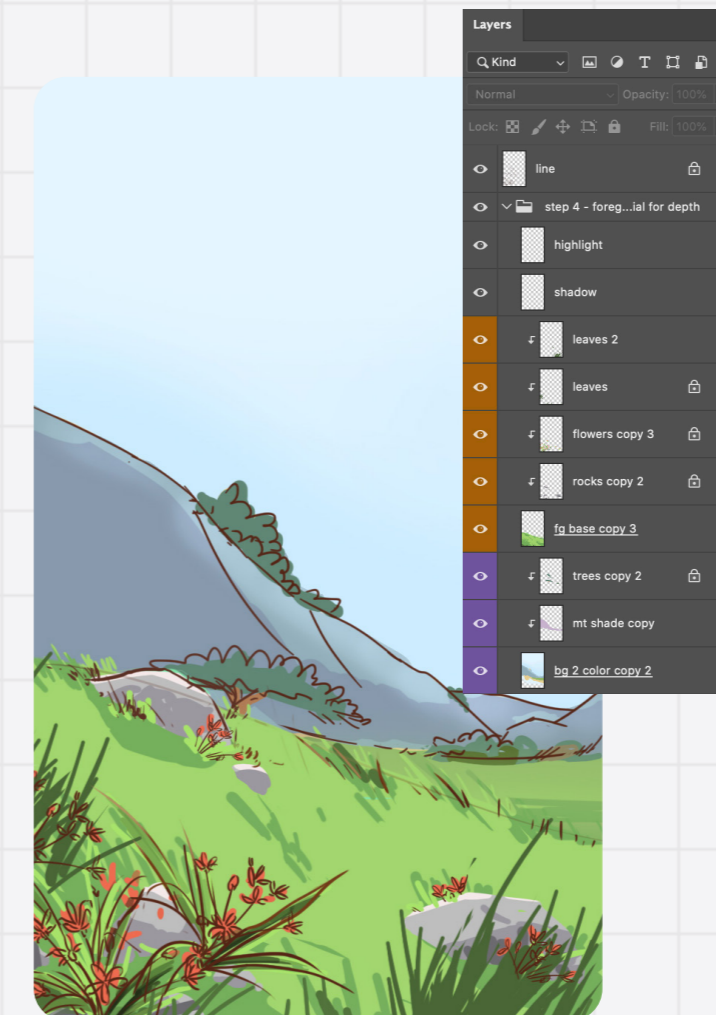 Layers
Kind
Normal Opacity: 100%
Lock: Fill: 100%
line
step 4 - foreg...ial for depth
highlight
shadow
leaves 2
leaves
flowers copy 3
rocks copy 2
fg base copy 3
trees copy 2
mt shade copy
bg 2 color copy 2